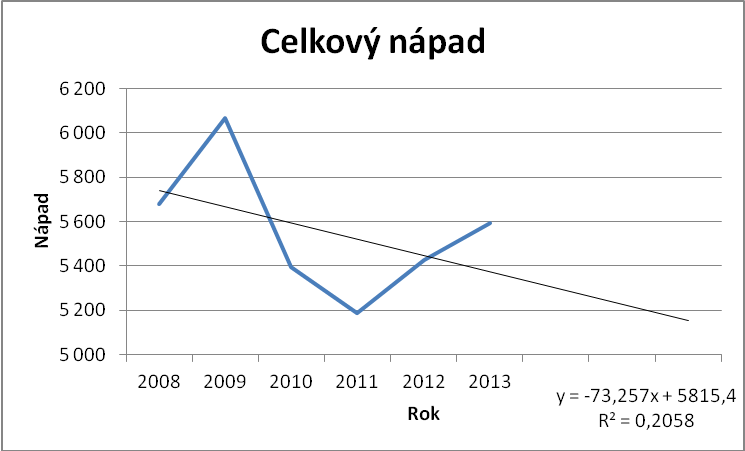 Celkový nápad
6 200
6 000
5 800
5 600
5 400
5 200
5 000
Nápad
2008 2009 2010 2011 2012 2013
Rok
y = -73,257x + 5815,4
R² = 0,2058